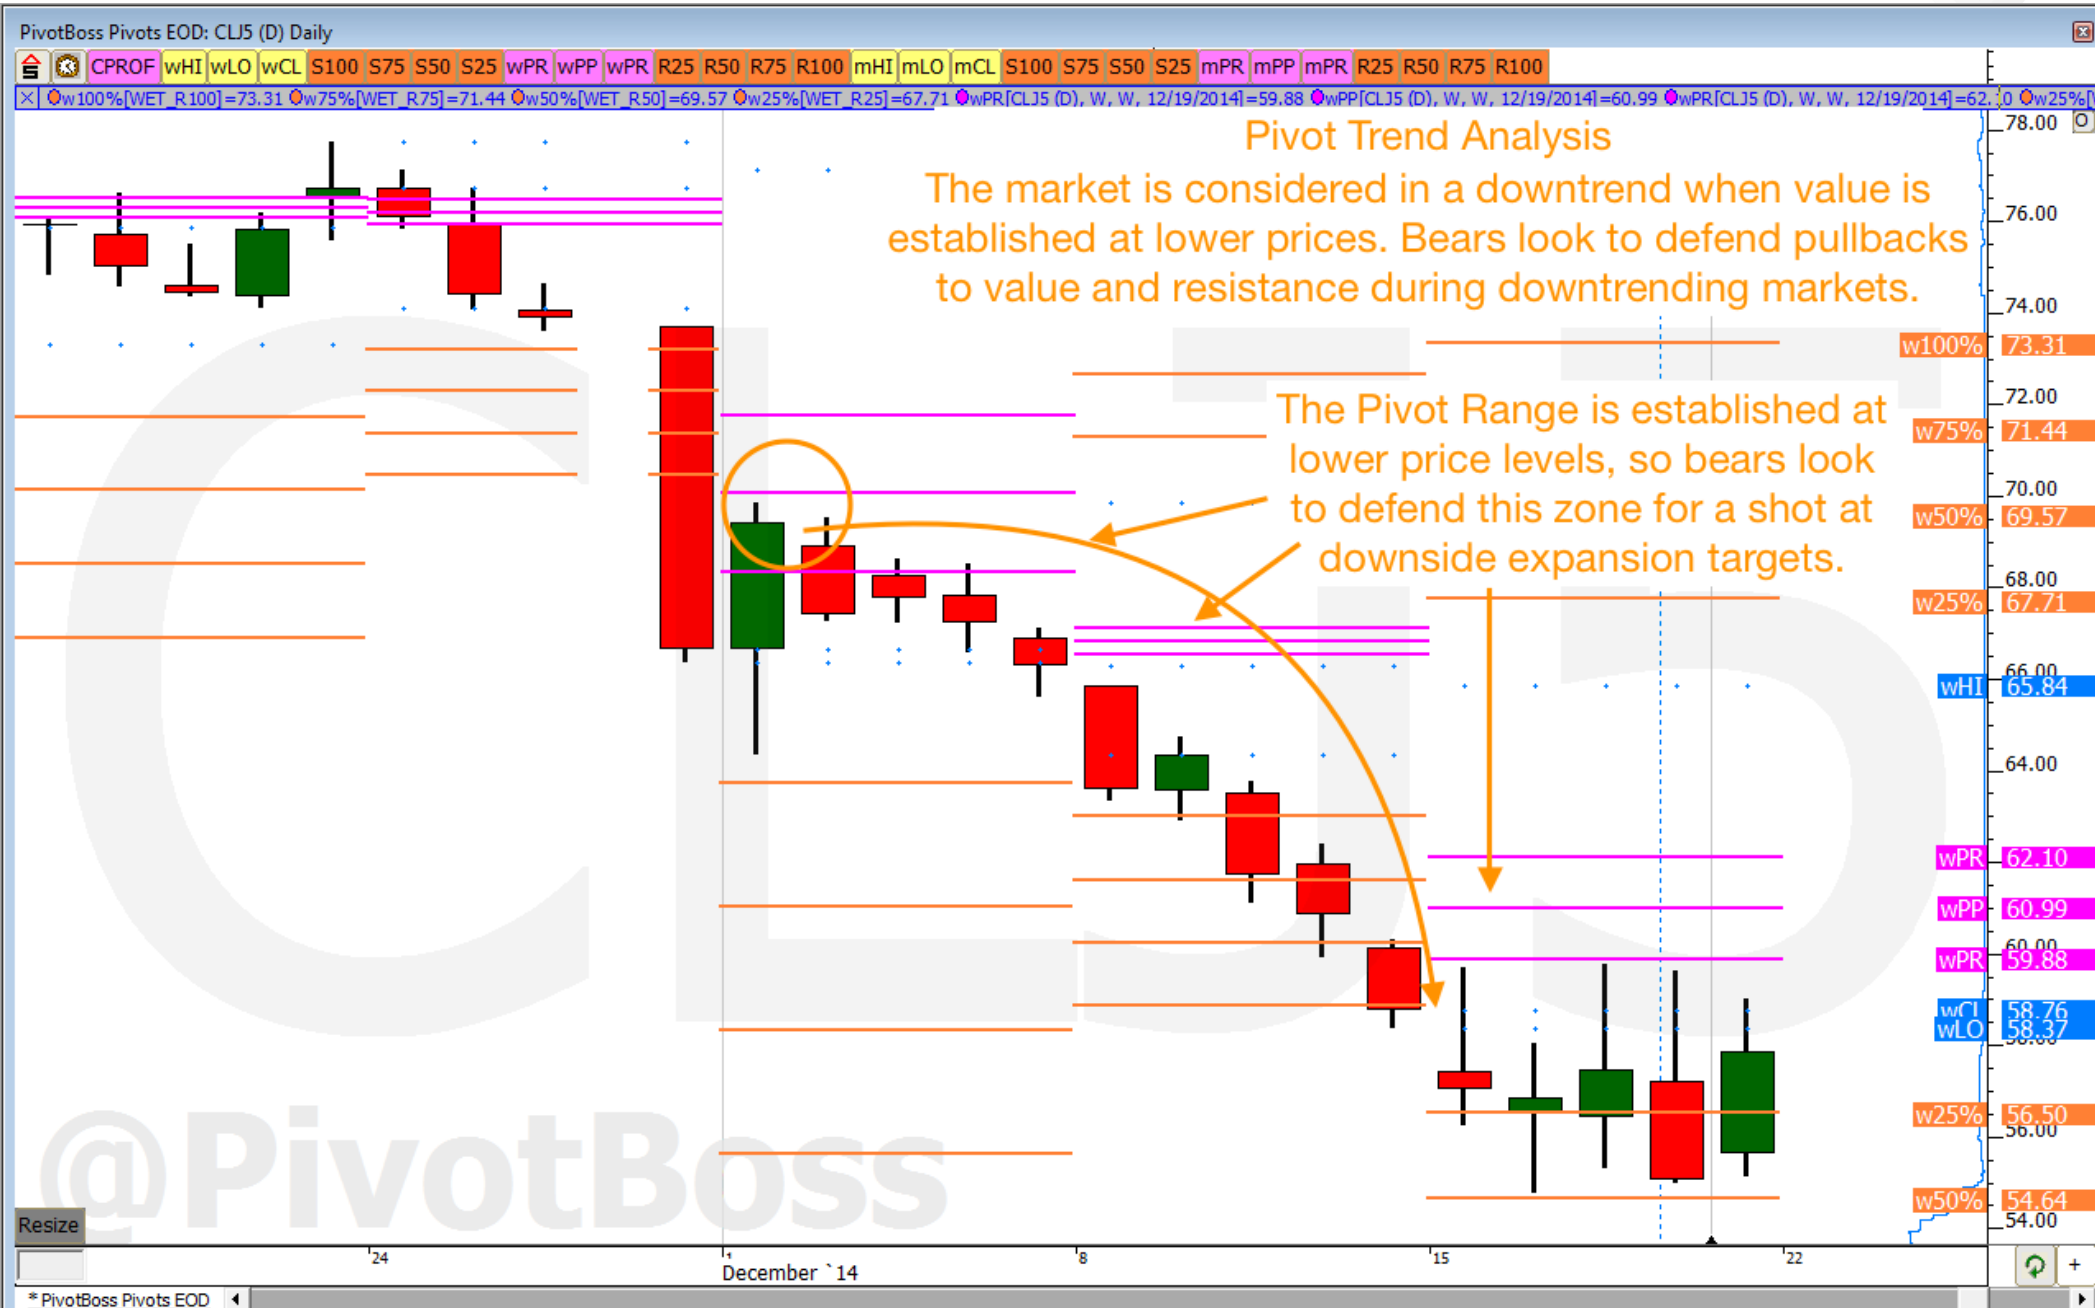 PivotBoss Pivots EOD: CLJ5 (D) Daily
CPROF wHI wLO wCL S100 S75 S50 S25 wPR wPP wPR R25 R50 R75 R100 mHI mLO mCL S100 S75 S50 S25 mPR mPP mPR R25 R50 R75 R100
w100%[WET_R100]=73.31 w75%[WET_R75]=71.44 w50%[WET_R50]=69.57 w25%[WET_R25]=67.71 wPR[CLJ5 (D), W, W, 12/19/2014]=59.88 wPP[CLJ5 (D), W, W, 12/19/2014]=60.99 wPR[CLJ5 (D), W, W, 12/19/2014]=62.10 w25%[
78.00
O
Pivot Trend Analysis
The market is considered in a downtrend when value is
established at lower prices. Bears look to defend pullbacks
to value and resistance during downtrending markets.
76.00
74.00
w100% 73.31
72.00
The Pivot Range is established at
lower price levels, so bears look
to defend this zone for a shot at
downside expansion targets.
w75% 71.44
70.00
w50% 69.57
68.00
w25% 67.71
66.00
wHI 65.84
64.00
wPR 62.10
wPP 60.99
60.00
wPR 59.88
wCL 58.76
wLO 58.37
58.00
w25% 56.50
56.00
w50% 54.64
54.00
CLJ5
@PivotBoss
Resize
24 1 8 15 22
December `14
+
* PivotBoss Pivots EOD